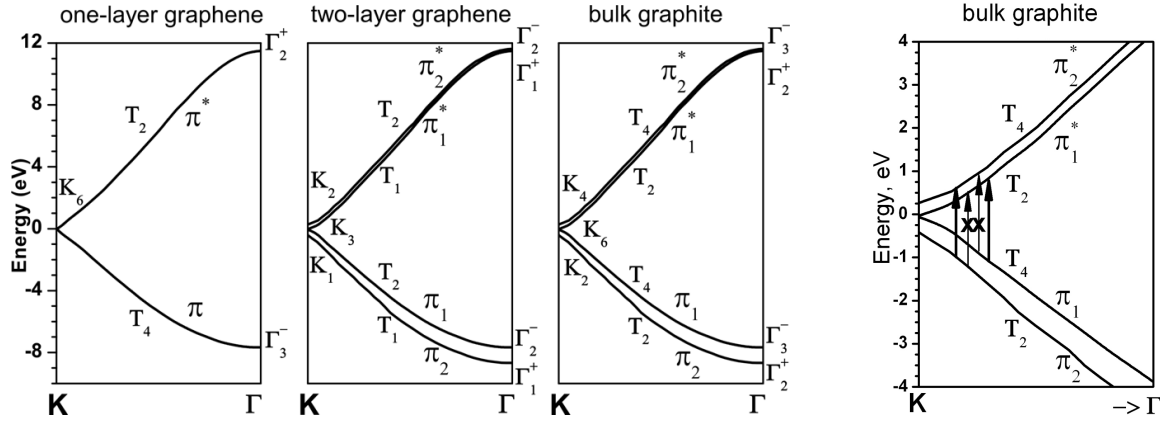 one-layer graphene
12
8
4
0
-4
-8
Energy (eV)
K₆
T₂
π*
T₄
π
Γ₂⁺
Γ₃⁻
K
Γ
two-layer graphene
π₂*
T₂
π₁*
T₁
K₂
K₃
K₁
T₂
π₁
T₁
π₂
Γ₂⁻
Γ₁⁺
Γ₂⁻
Γ₁⁺
K
Γ
bulk graphite
π₂*
T₄
π₁*
T₂
K₄
K₆
K₂
T₄
π₁
T₂
π₂
Γ₃⁻
Γ₂⁺
Γ₃⁻
Γ₂⁺
K
Γ
bulk graphite
4
3
2
1
0
-1
-2
-3
-4
Energy, eV
π₂*
T₄
π₁*
T₂
x x
T₄
π₁
T₂
π₂
K
–> Γ